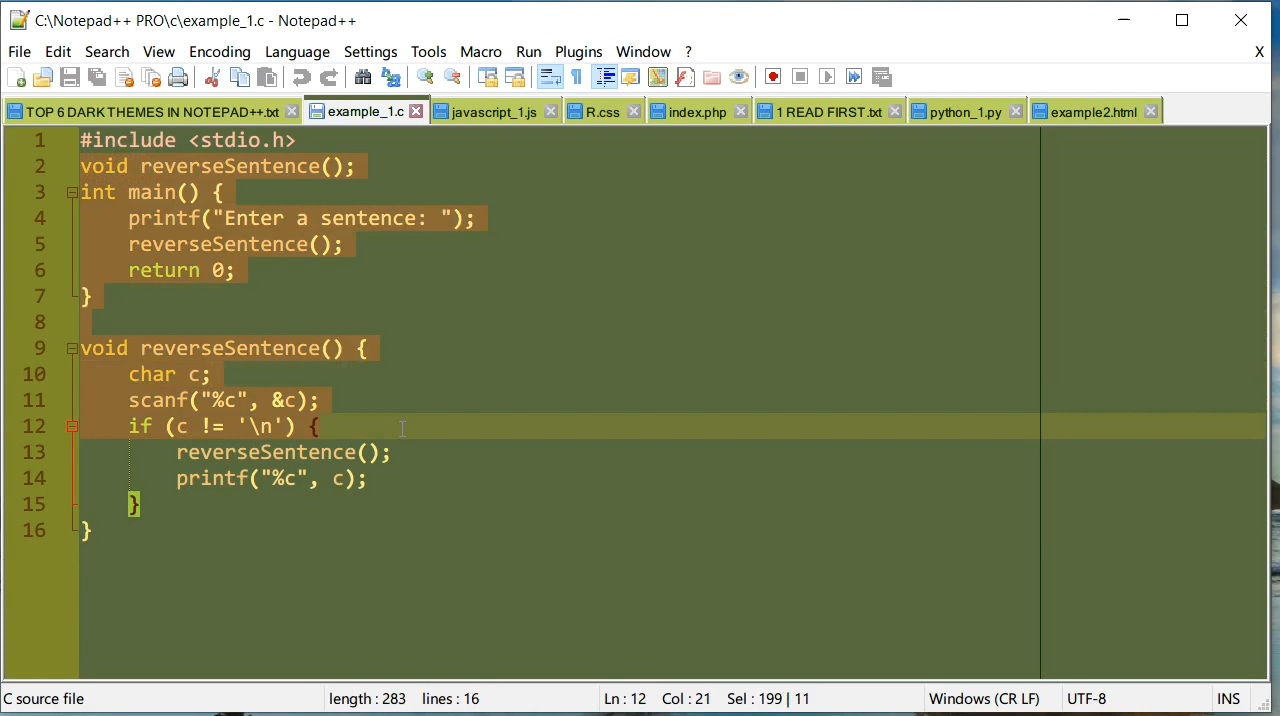 C:\Notepad++ PRO\c\example_1.c - Notepad++
File Edit Search View Encoding Language Settings Tools Macro Run Plugins Window ? X
TOP 6 DARK THEMES IN NOTEPAD++.txt example_1.c javascript_1.js R.css index.php 1 READ FIRST.txt python_1.py example2.html
1 #include <stdio.h>
2 void reverseSentence();
3 int main() {
4     printf("Enter a sentence: ");
5     reverseSentence();
6     return 0;
7 }
8
9 void reverseSentence() {
10     char c;
11     scanf("%c", &c);
12     if (c != '\n') {
13         reverseSentence();
14         printf("%c", c);
15     }
16 }
C source file length : 283 lines : 16 Ln : 12 Col : 21 Sel : 199 | 11 Windows (CR LF) UTF-8 INS